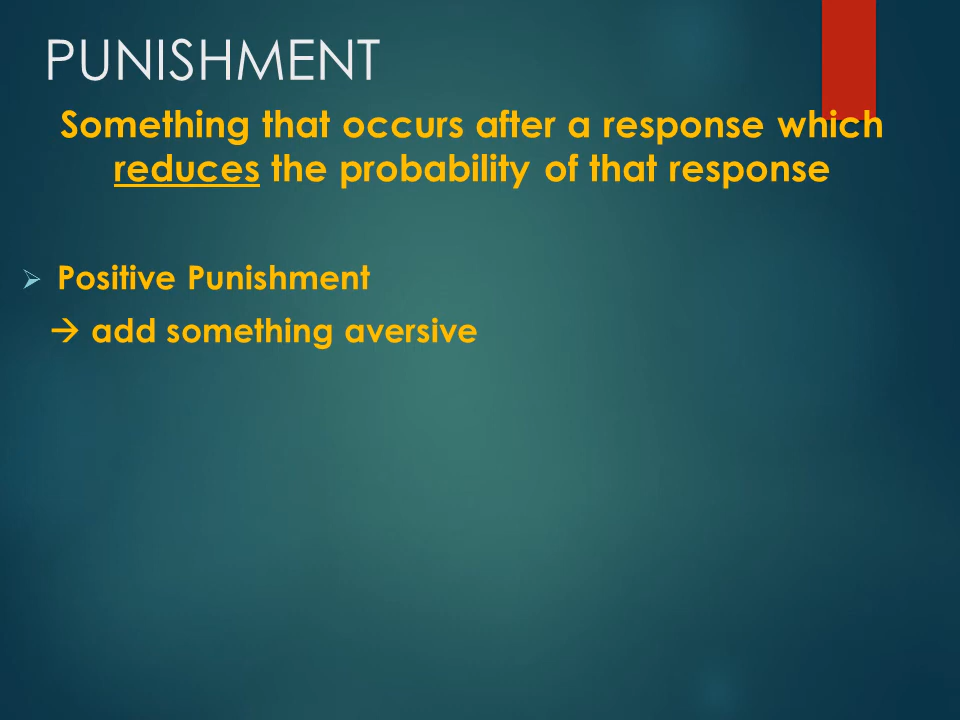 PUNISHMENT
Something that occurs after a response which
reduces the probability of that response
➢ Positive Punishment
→ add something aversive